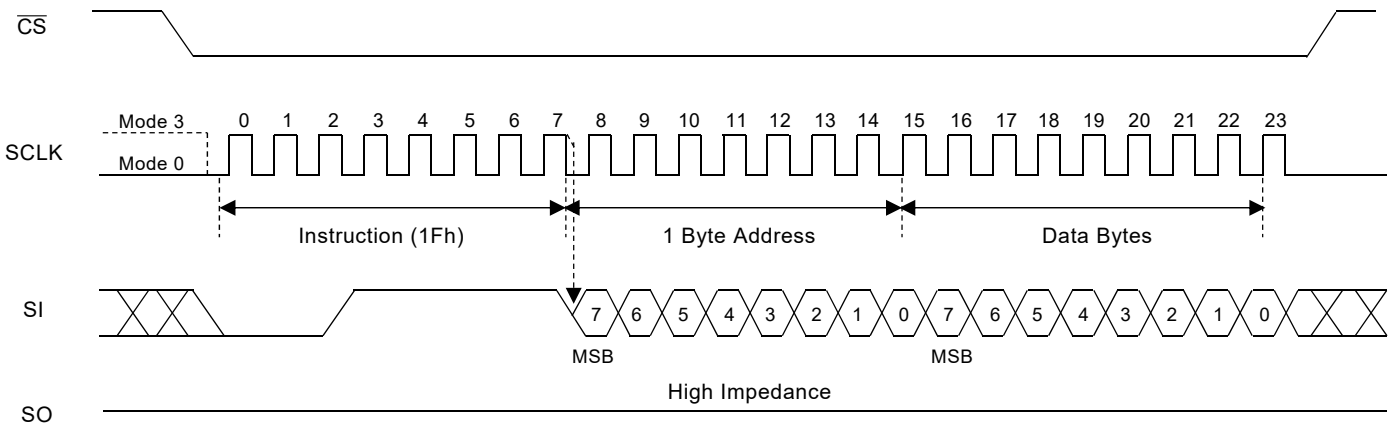 CS
Mode 3 0 1 2 3 4 5 6 7 8 9 10 11 12 13 14 15 16 17 18 19 20 21 22 23
SCLK
Mode 0
Instruction (1Fh) 1 Byte Address Data Bytes
SI 7 6 5 4 3 2 1 0 7 6 5 4 3 2 1 0
MSB MSB
High Impedance
SO